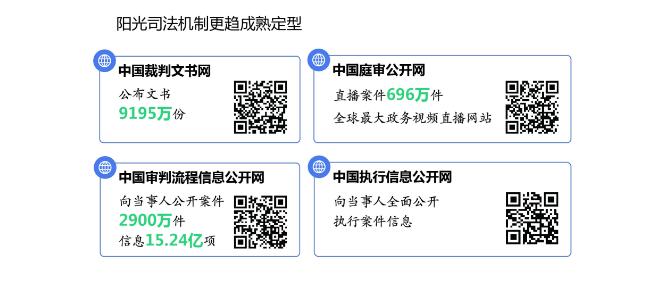 阳光司法机制更趋成熟定型
中国裁判文书网
公布文书
9195万份
中国庭审公开网
直播案件696万件
全球最大政务视频直播网站
中国审判流程信息公开网
向当事人公开案件
2900万件
信息15.24亿项
中国执行信息公开网
向当事人全面公开
执行案件信息